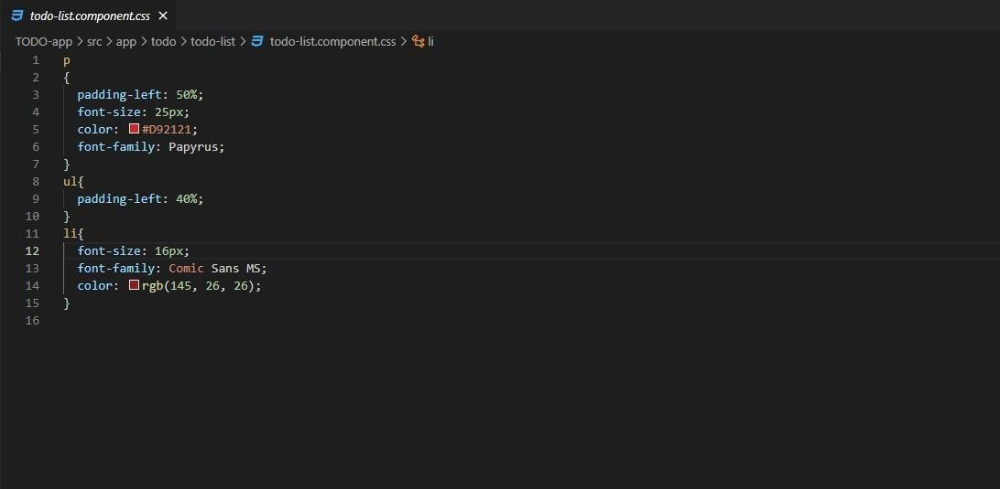 todo-list.component.css ×
TODO-app > src > app > todo > todo-list > todo-list.component.css > li
1 p
2 {
3   padding-left: 50%;
4   font-size: 25px;
5   color: #D92121;
6   font-family: Papyrus;
7 }
8 ul{
9   padding-left: 40%;
10 }
11 li{
12   font-size: 16px;
13   font-family: Comic Sans MS;
14   color: rgb(145, 26, 26);
15 }
16